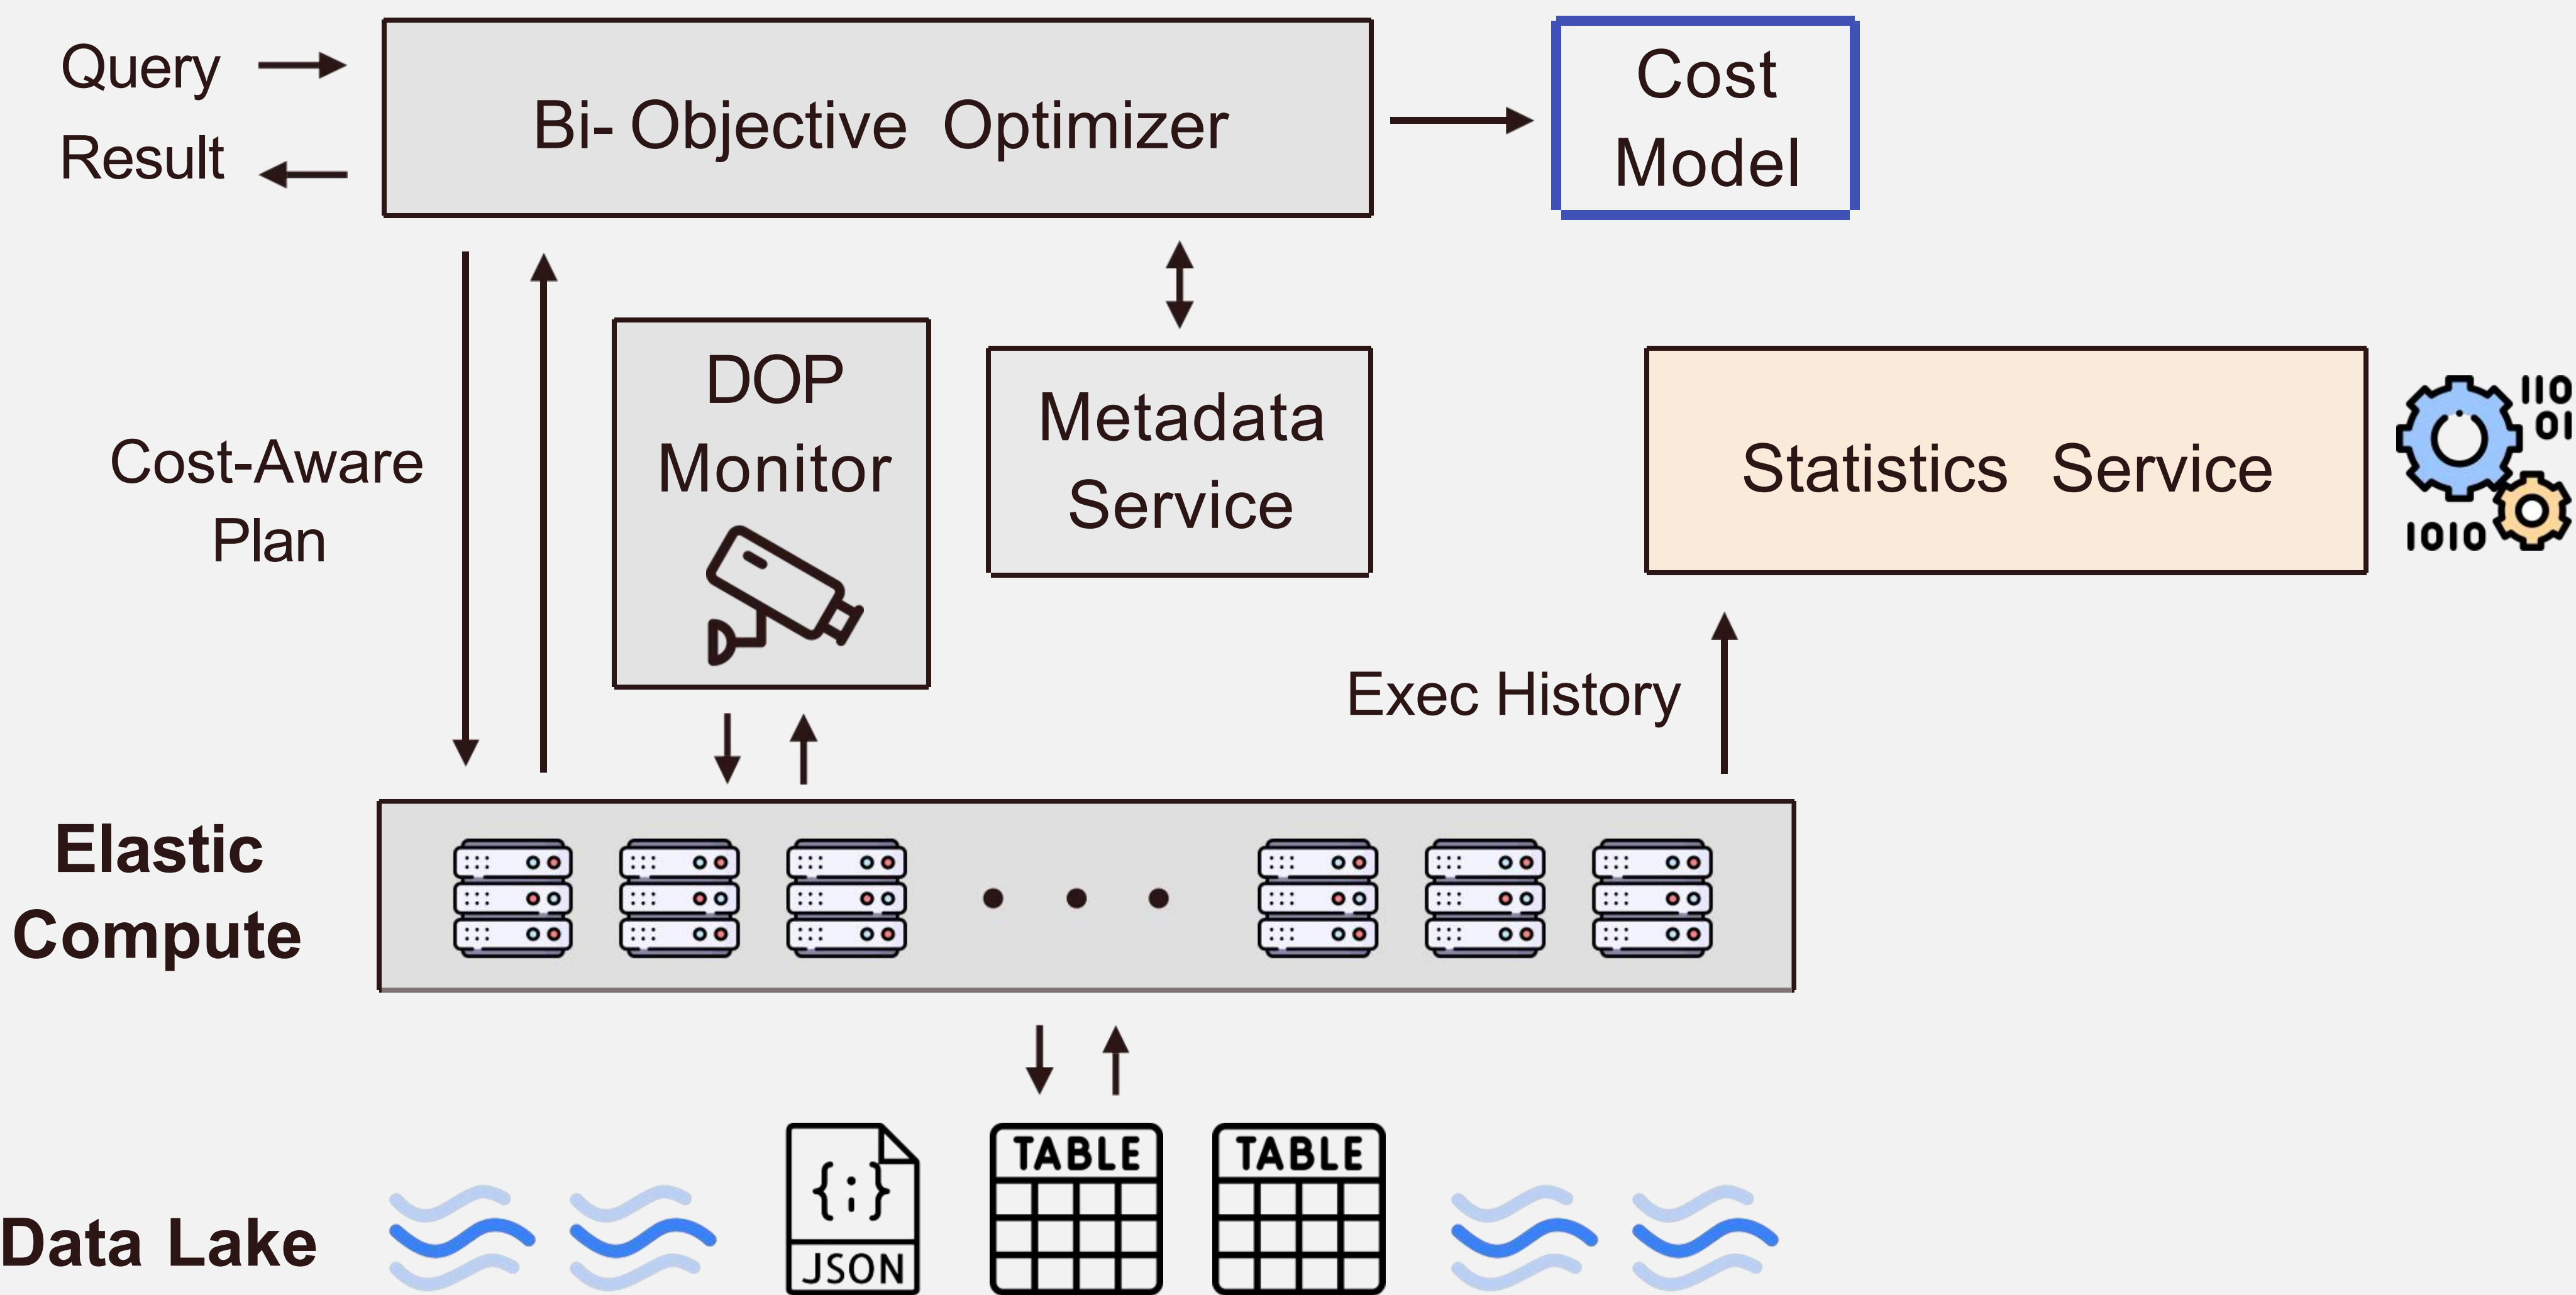 Query
Result
Bi- Objective Optimizer
Cost
Model
Cost-Aware
Plan
DOP
Monitor
Metadata
Service
Statistics Service
110
01
1010
Exec History
Elastic
Compute
Data Lake
{;}
JSON
TABLE
TABLE